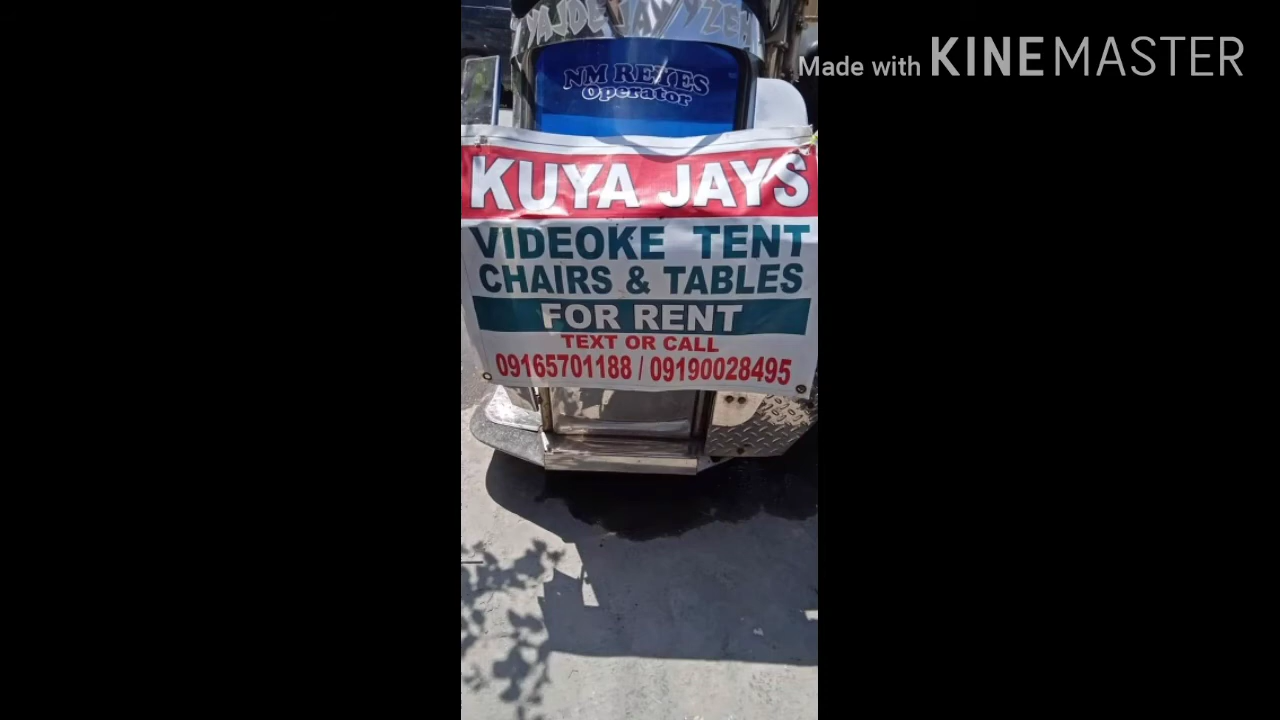 Made with KINEMASTER
NM REYES
Operator
KUYA JAYS
VIDEOKE TENT
CHAIRS & TABLES
FOR RENT
TEXT OR CALL
09165701188 / 09190028495